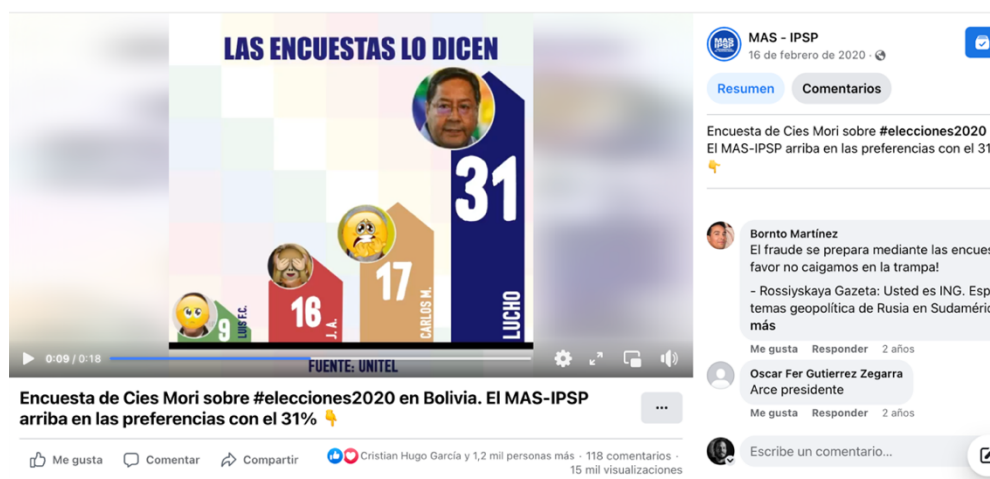 LAS ENCUESTAS LO DICEN
31
17
16
9
LUIS F.C.
J. A.
CARLOS M.
LUCHO
0:09 / 0:18
FUENTE: UNITEL
Encuesta de Cies Mori sobre #elecciones2020 en Bolivia. El MAS-IPSP
arriba en las preferencias con el 31% 👇
...
Me gusta
Comentar
Compartir
Cristian Hugo García y 1,2 mil personas más · 118 comentarios ·
15 mil visualizaciones
MAS
IPSP
MAS - IPSP
16 de febrero de 2020 ·
Resumen
Comentarios
Encuesta de Cies Mori sobre #elecciones2020
El MAS-IPSP arriba en las preferencias con el 31
👇
Bornto Martínez
El fraude se prepara mediante las encues
favor no caigamos en la trampa!
- Rossiyskaya Gazeta: Usted es ING. Esp
temas geopolítica de Rusia en Sudaméric
más
Me gusta Responder 2 años
Oscar Fer Gutierrez Zegarra
Arce presidente
Me gusta Responder 2 años
Escribe un comentario...